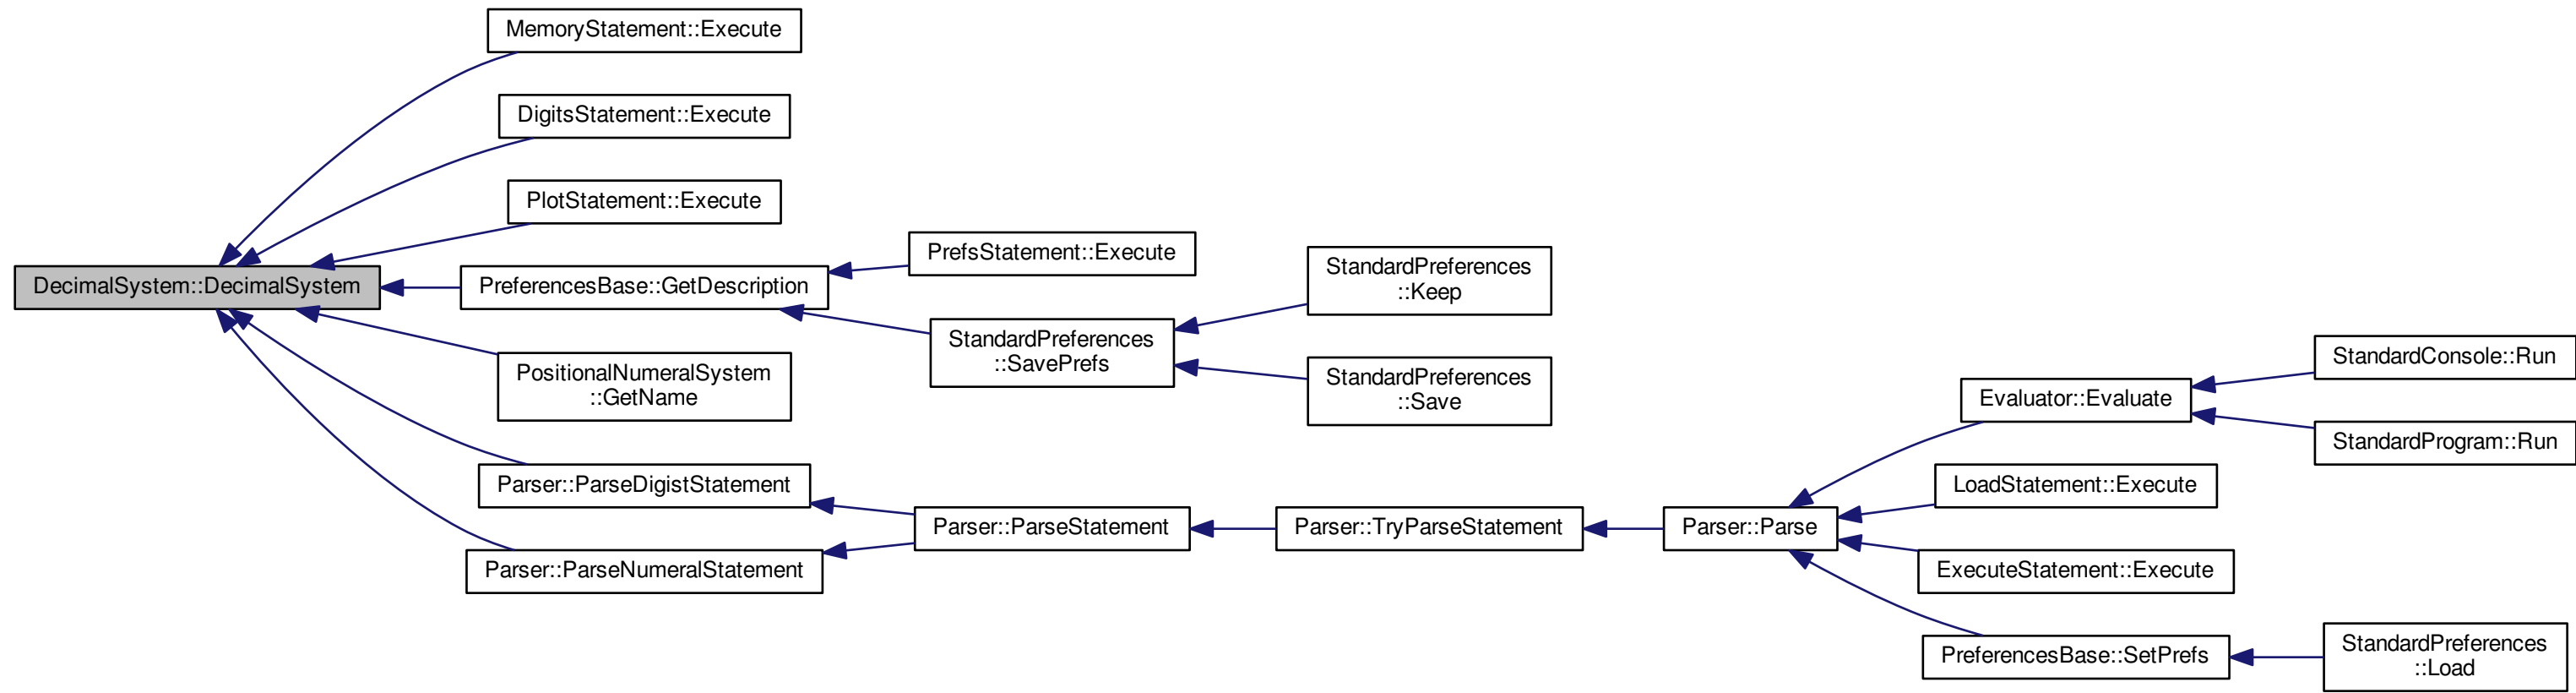 MemoryStatement::Execute
DigitsStatement::Execute
PlotStatement::Execute
DecimalSystem::DecimalSystem
PreferencesBase::GetDescription
PrefsStatement::Execute
StandardPreferences
::Keep
StandardPreferences
::SavePrefs
StandardPreferences
::Save
PositionalNumeralSystem
::GetName
Parser::ParseDigistStatement
Parser::ParseNumeralStatement
Parser::ParseStatement
Parser::TryParseStatement
Parser::Parse
Evaluator::Evaluate
StandardConsole::Run
StandardProgram::Run
LoadStatement::Execute
ExecuteStatement::Execute
PreferencesBase::SetPrefs
StandardPreferences
::Load